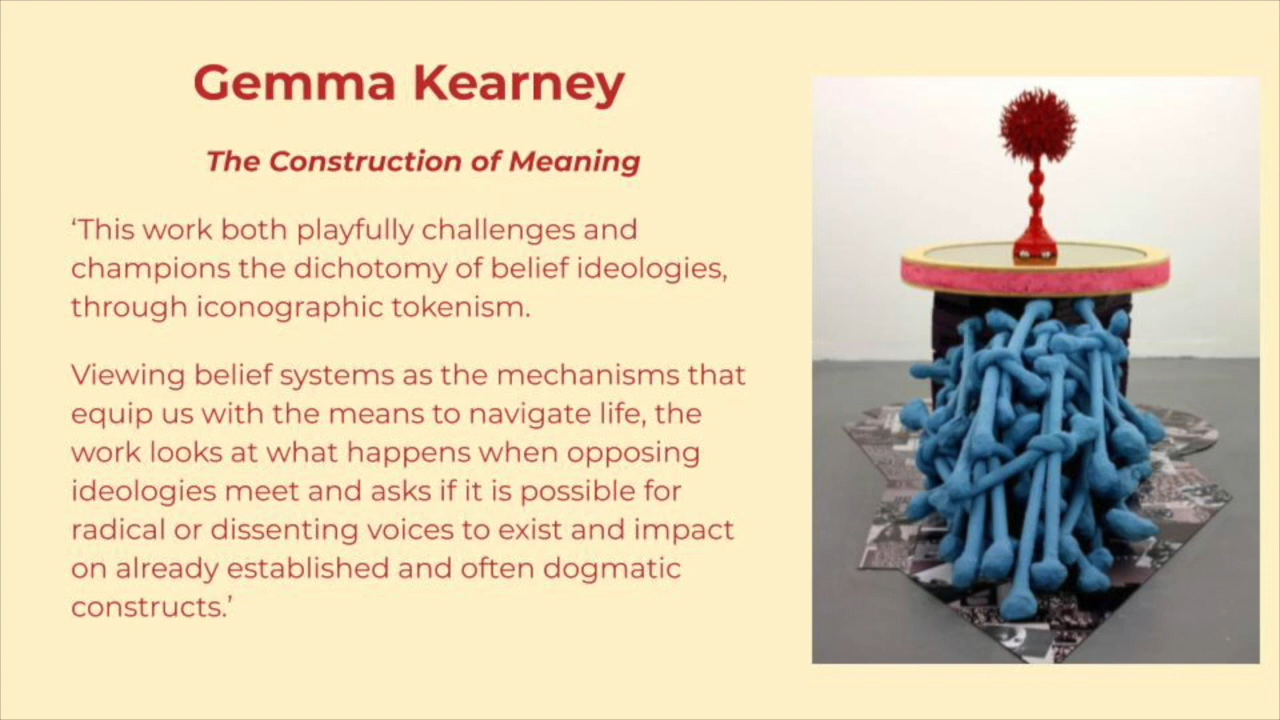 Gemma Kearney
The Construction of Meaning
‘This work both playfully challenges and
champions the dichotomy of belief ideologies,
through iconographic tokenism.
Viewing belief systems as the mechanisms that
equip us with the means to navigate life, the
work looks at what happens when opposing
ideologies meet and asks if it is possible for
radical or dissenting voices to exist and impact
on already established and often dogmatic
constructs.’